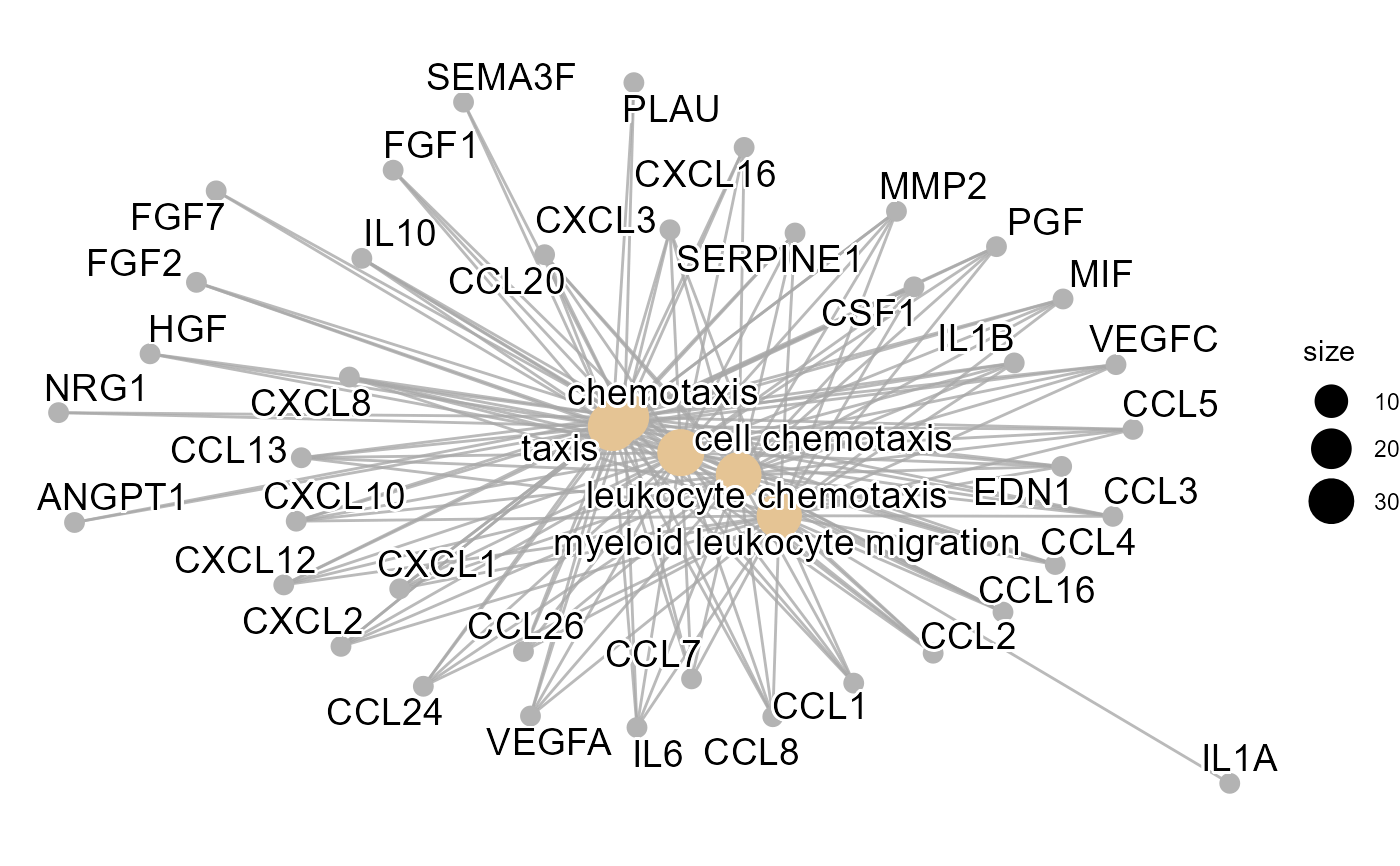 SEMA3F
PLAU
FGF1
CXCL16
MMP2
FGF7
CXCL3
PGF
IL10
SERPINE1
FGF2
CCL20
MIF
CSF1
HGF
IL1B
VEGFC
size
NRG1
CXCL8
chemotaxis
CCL5
10
taxis
cell chemotaxis
CCL13
20
ANGPT1
CXCL10
leukocyte chemotaxis
EDN1
CCL3
30
myeloid leukocyte migration
CCL4
CXCL12
CXCL1
CCL16
CXCL2
CCL26
CCL2
CCL7
CCL24
CCL1
VEGFA
IL6
CCL8
IL1A